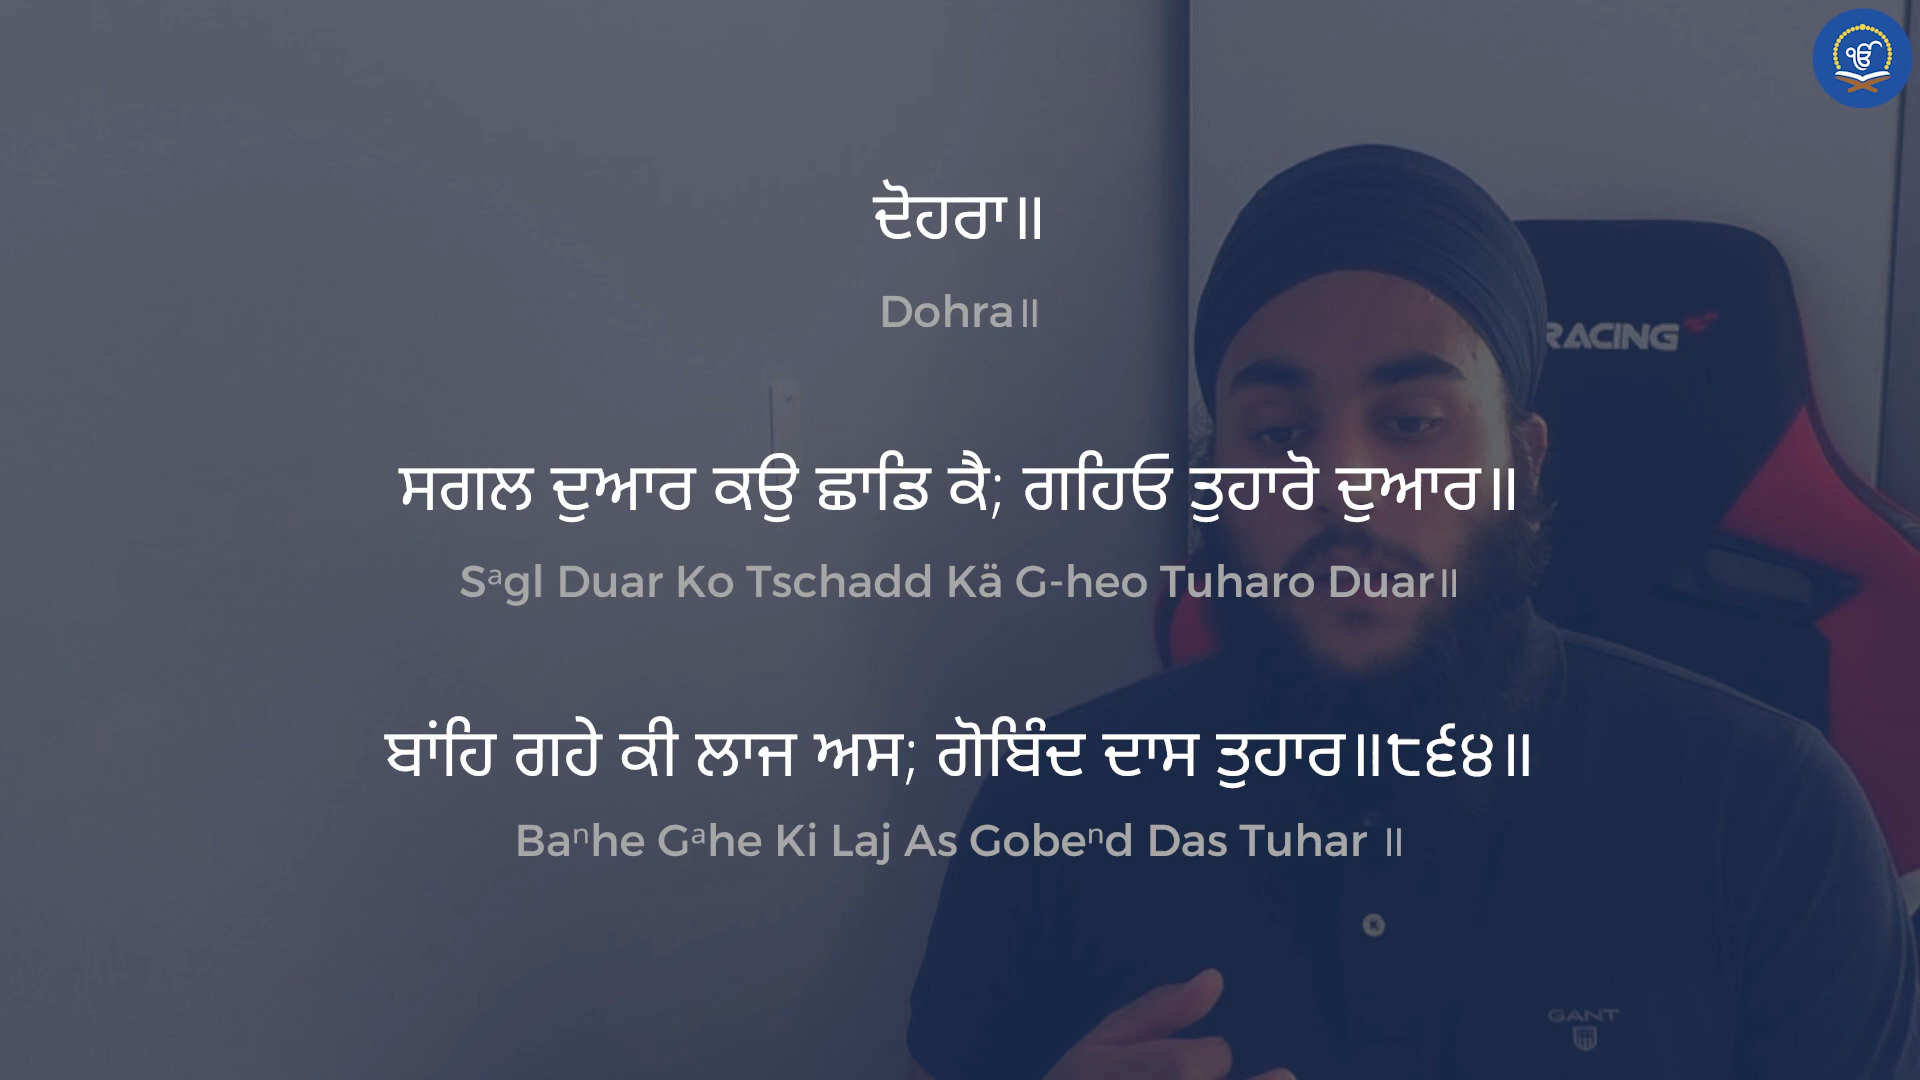 ੴ
ਦੋਹਰਾ॥
Dohra॥
RACING
ਸਗਲ ਦੁਆਰ ਕਉ ਛਾਡਿ ਕੈ; ਗਹਿਓ ਤੁਹਾਰੋ ਦੁਆਰ॥
Sᵃgl Duar Ko Tschadd Kä G-heo Tuharo Duar॥
ਬਾਂਹਿ ਗਹੇ ਕੀ ਲਾਜ ਅਸ; ਗੋਬਿੰਦ ਦਾਸ ਤੁਹਾਰ॥੮੬੪॥
Baⁿhe Gᵃhe Ki Laj As Gobeⁿd Das Tuhar ॥
GANT